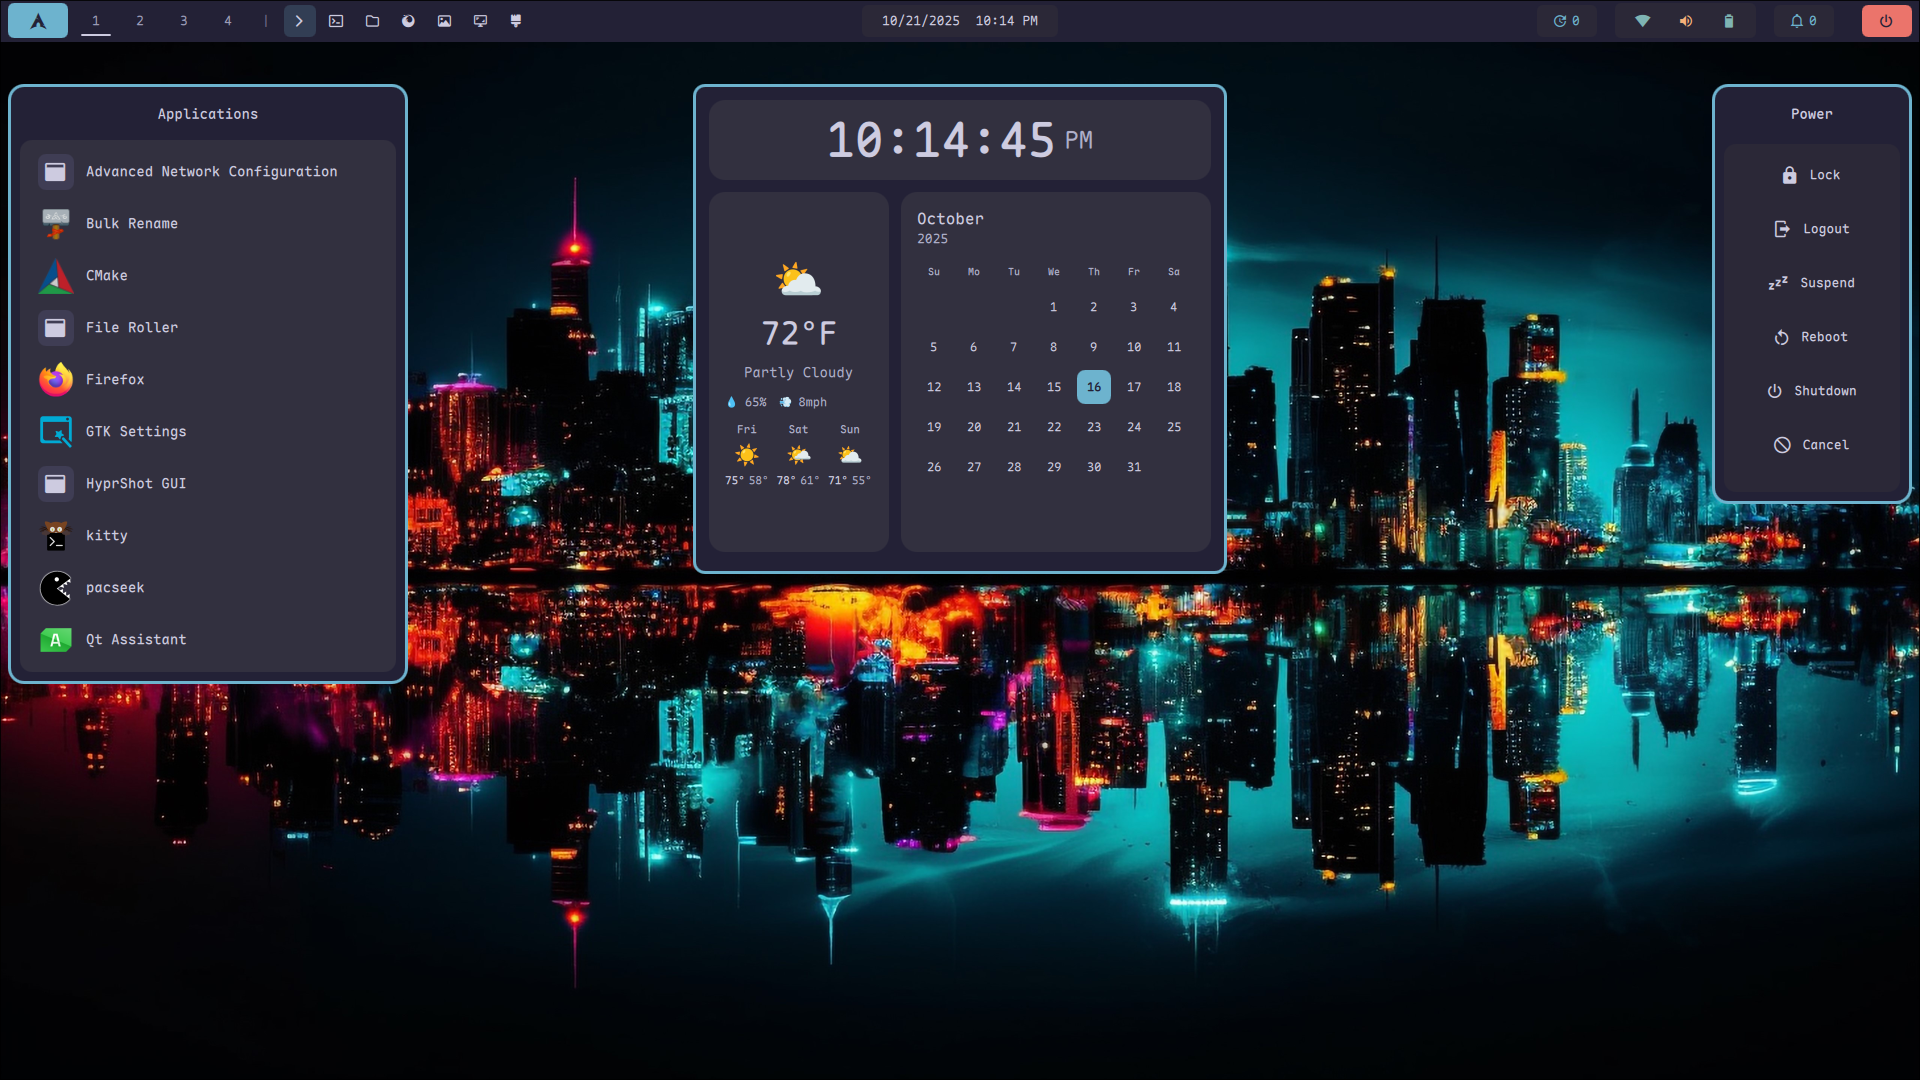 1 2 3 4 |
10/21/2025 10:14 PM
0
0
Applications
Advanced Network Configuration
Bulk Rename
CMake
File Roller
Firefox
GTK Settings
HyprShot GUI
kitty
pacseek
A Qt Assistant
10:14:45 PM
72°F
Partly Cloudy
65% 8mph
Fri Sat Sun
75° 58° 78° 61° 71° 55°
October
2025
Su Mo Tu We Th Fr Sa
1 2 3 4
5 6 7 8 9 10 11
12 13 14 15 16 17 18
19 20 21 22 23 24 25
26 27 28 29 30 31
Power
Lock
Logout
zzz Suspend
Reboot
Shutdown
Cancel